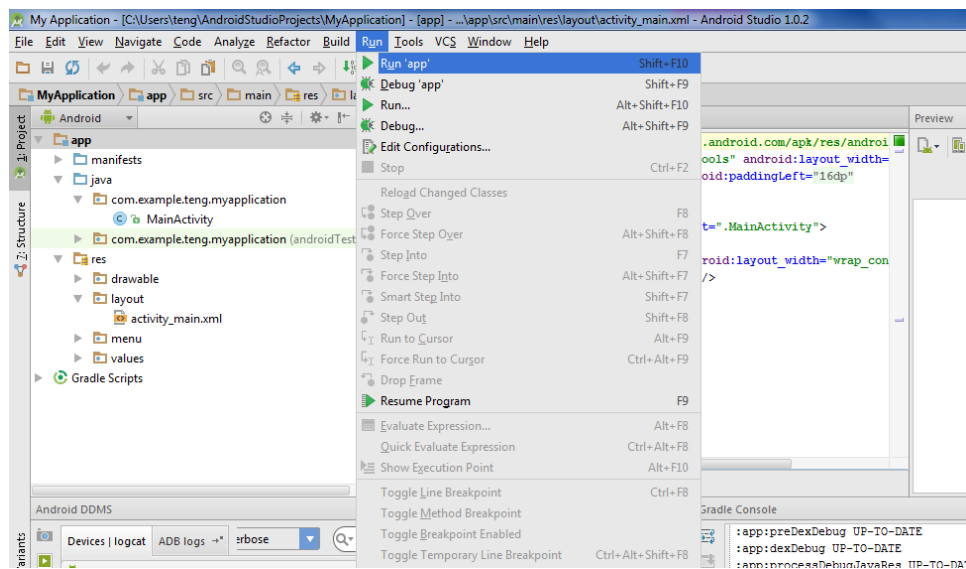 My Application - [C:\Users\teng\AndroidStudioProjects\MyApplication] - [app] - ...\app\src\main\res\layout\activity_main.xml - Android Studio 1.0.2
File Edit View Navigate Code Analyze Refactor Build Run Tools VCS Window Help
MyApplication app src main res la
1: Project
7: Structure
ariants
Android
app
manifests
java
com.example.teng.myapplication
MainActivity
com.example.teng.myapplication (androidTest
res
drawable
layout
activity_main.xml
menu
values
Gradle Scripts
Run 'app' Shift+F10
Debug 'app' Shift+F9
Run... Alt+Shift+F10
Debug... Alt+Shift+F9
Edit Configurations...
Stop Ctrl+F2
Reload Changed Classes
Step Over F8
Force Step Over Alt+Shift+F8
Step Into F7
Force Step Into Alt+Shift+F7
Smart Step Into Shift+F7
Step Out Shift+F8
Run to Cursor Alt+F9
Force Run to Cursor Ctrl+Alt+F9
Drop Frame
Resume Program F9
Evaluate Expression... Alt+F8
Quick Evaluate Expression Ctrl+Alt+F8
Show Execution Point Alt+F10
Toggle Line Breakpoint Ctrl+F8
Toggle Method Breakpoint
Toggle Breakpoint Enabled
Toggle Temporary Line Breakpoint Ctrl+Alt+Shift+F8
.android.com/apk/res/androi
ools" android:layout_width=
oid:paddingLeft="16dp"
t=".MainActivity">
roid:layout_width="wrap_con
/>
Preview
Android DDMS
Devices | logcat ADB logs erbose
Gradle Console
:app:preDexDebug UP-TO-DATE
:app:dexDebug UP-TO-DATE
:app:processDebugJavaRes UP-TO-DA